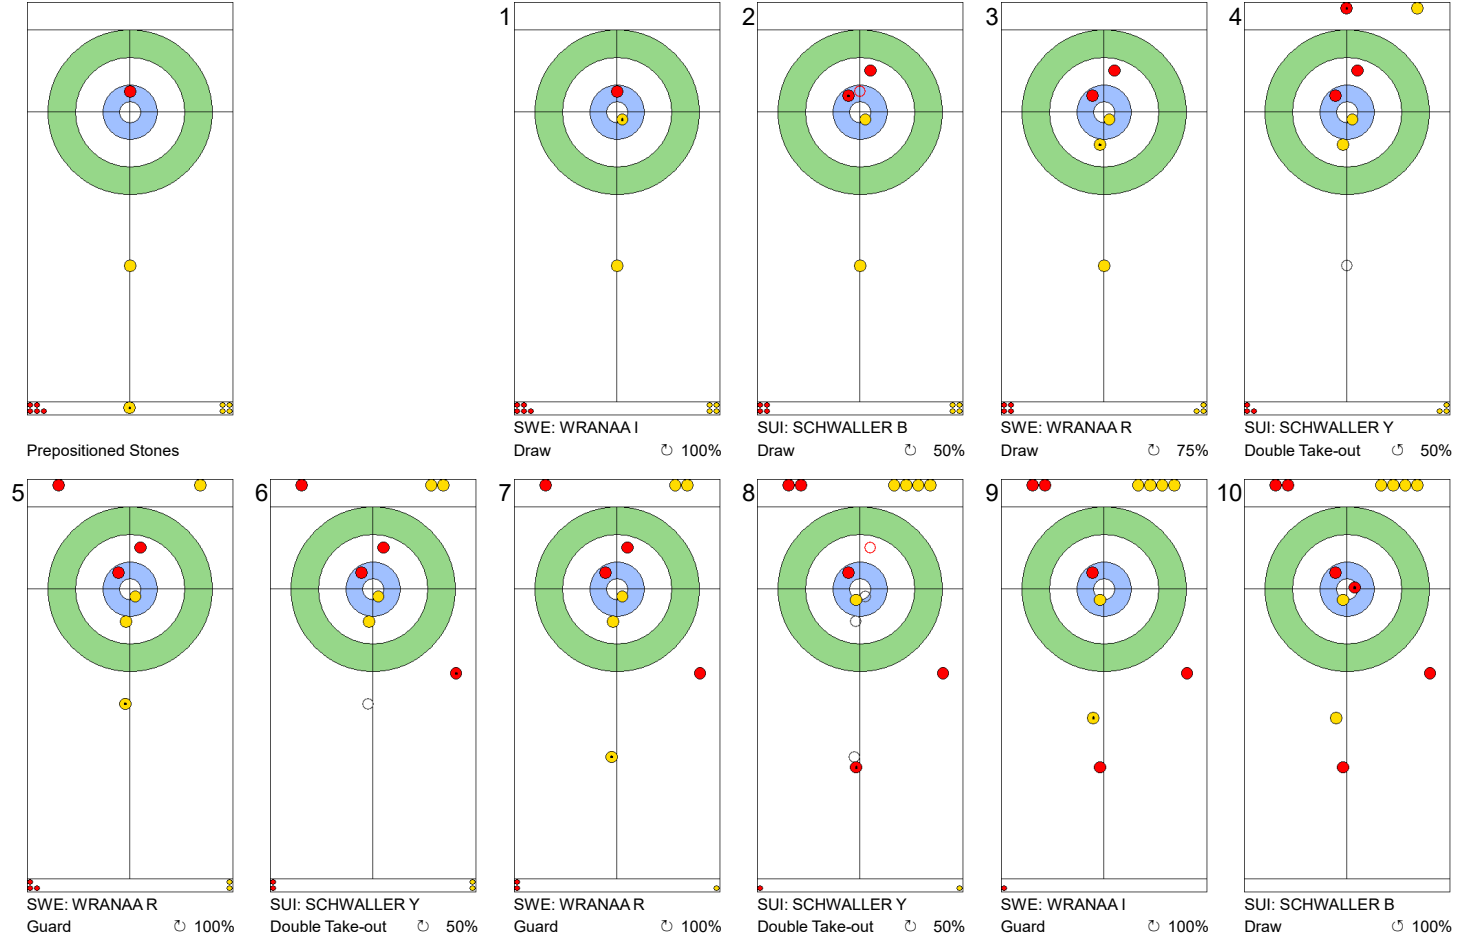 Prepositioned Stones
1
SWE: WRANAA I
Draw ↻ 100%
2
SUI: SCHWALLER B
Draw ↻ 50%
3
SWE: WRANAA R
Draw ↻ 75%
4
SUI: SCHWALLER Y
Double Take-out ↺ 50%
5
SWE: WRANAA R
Guard ↻ 100%
6
SUI: SCHWALLER Y
Double Take-out ↻ 50%
7
SWE: WRANAA R
Guard ↻ 100%
8
SUI: SCHWALLER Y
Double Take-out ↻ 50%
9
SWE: WRANAA I
Guard ↻ 100%
10
SUI: SCHWALLER B
Draw ↻ 100%